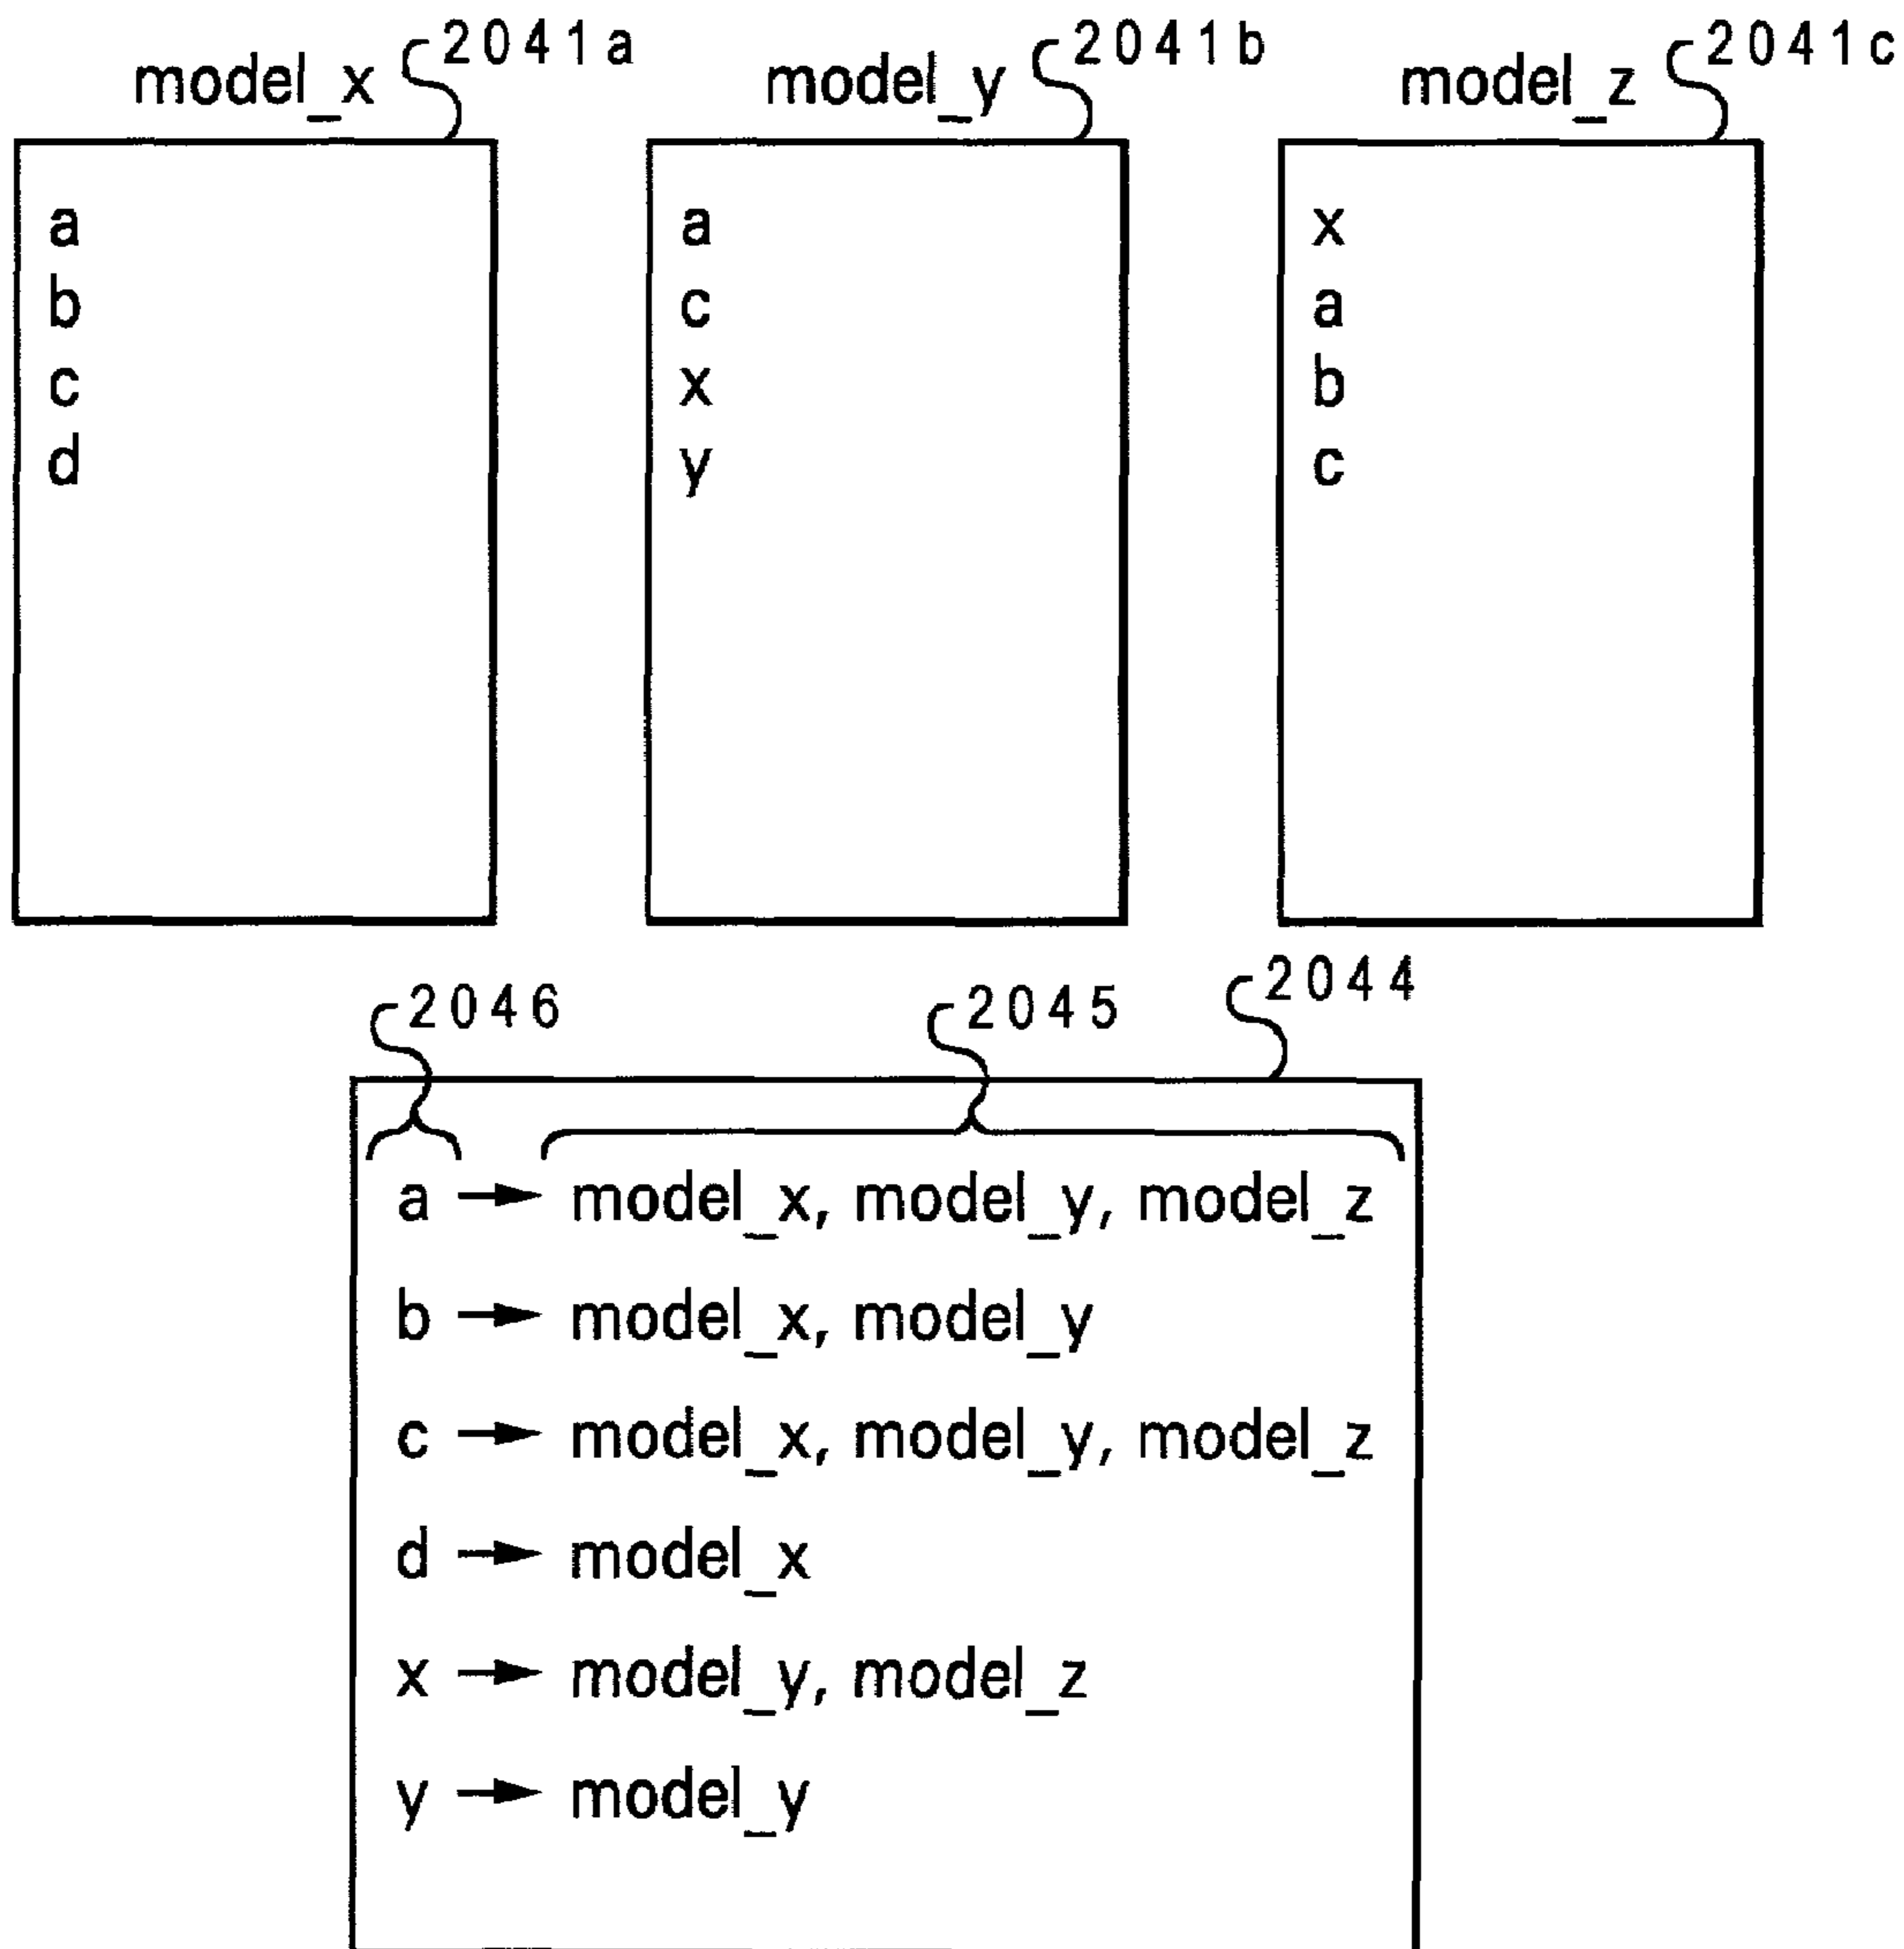 model_x 2041a
model_y 2041b
model_z 2041c
a
b
c
d
a
c
x
y
x
a
b
c
2046
2045
2044
a → model_x, model_y, model_z
b → model_x, model_y
c → model_x, model_y, model_z
d → model_x
x → model_y, model_z
y → model_y